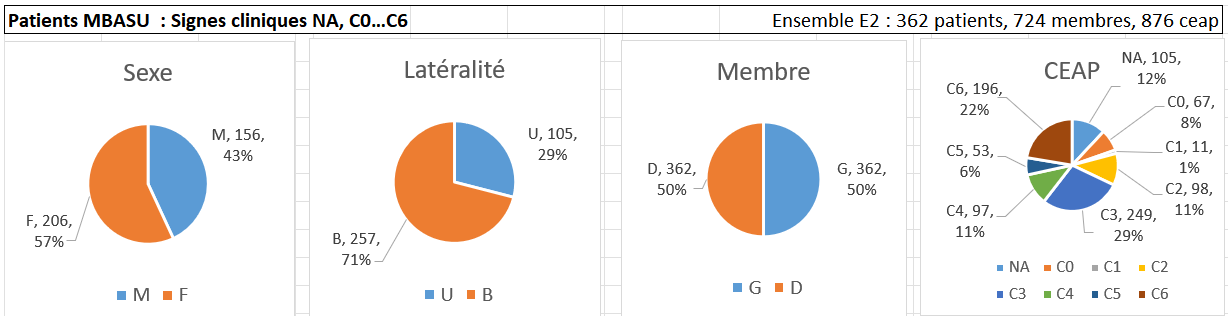 Patients MBASU : Signes cliniques NA, C0...C6
Ensemble E2 : 362 patients, 724 membres, 876 ceap
Sexe
M, 156,
43%
F, 206,
57%
M F
Latéralité
U, 105,
29%
B, 257,
71%
U B
Membre
D, 362,
50%
G, 362,
50%
G D
CEAP
NA, 105,
12%
C6, 196,
22%
C0, 67,
8%
C1, 11,
1%
C5, 53,
6%
C2, 98,
11%
C4, 97,
11%
C3, 249,
29%
NA C0 C1 C2
C3 C4 C5 C6